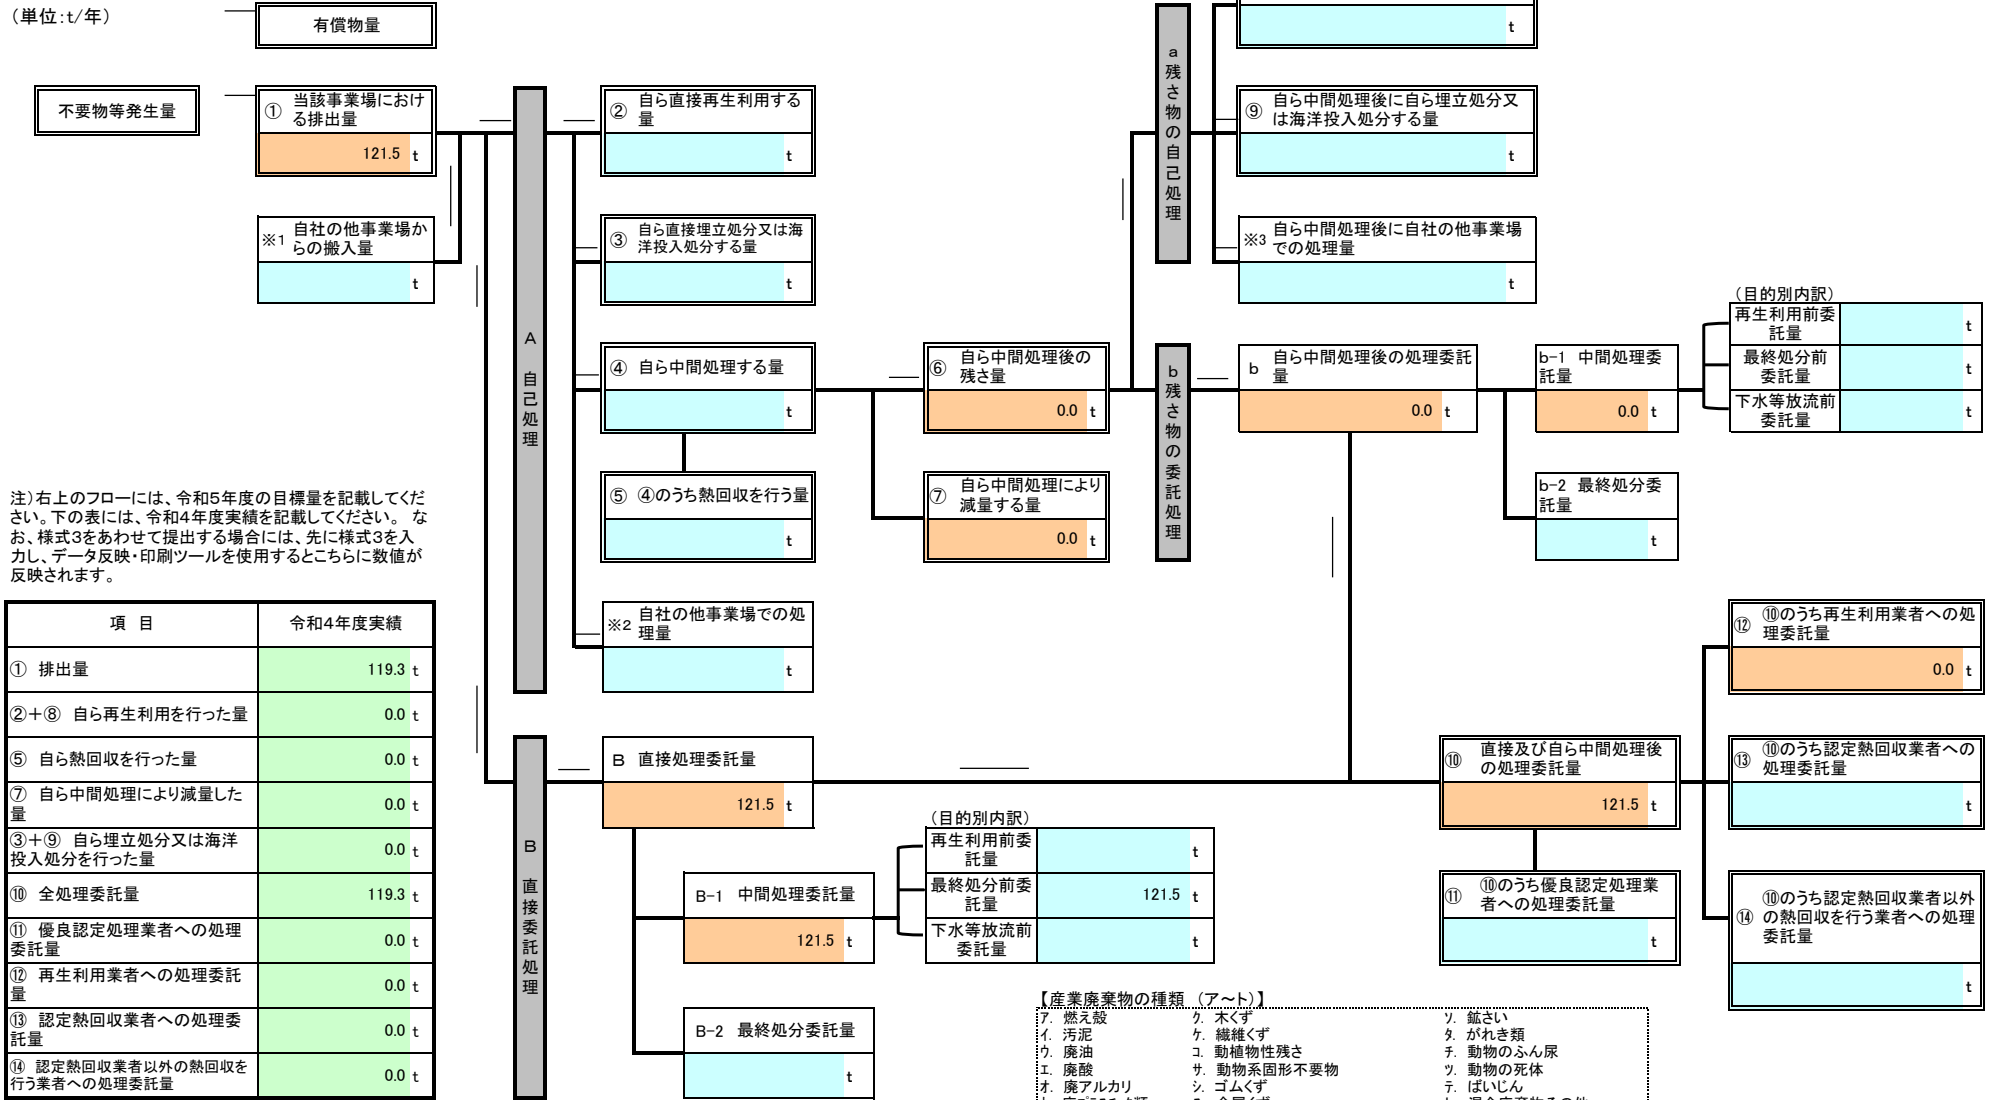 （単位:t/年）
有償物量
不要物等発生量
①
当該事業場におけ
る排出量
121.5 t
※1
自社の他事業場か
らの搬入量
t
A 自己処理
②
自ら直接再生利用する
量
t
③
自ら直接埋立処分又は海
洋投入処分する量
t
④ 自ら中間処理する量
t
⑤ ④のうち熱回収を行う量
t
※2
自社の他事業場での処
理量
t
⑥
自ら中間処理後の
残さ量
0.0 t
⑦
自ら中間処理により
減量する量
0.0 t
a残さ物の自己処理
t
⑨
自ら中間処理後に自ら埋立処分又
は海洋投入処分する量
t
※3
自ら中間処理後に自社の他事業場
での処理量
t
b残さ物の委託処理
b
自ら中間処理後の処理委託
量
0.0 t
b-1 中間処理委
託量
0.0 t
b-2 最終処分委
託量
t
（目的別内訳）
再生利用前委
託量
t
最終処分前
委託量
t
下水等放流前
委託量
t
注）右上のフローには、令和5年度の目標量を記載してくだ
さい。下の表には、令和4年度実績を記載してください。 な
お、様式3をあわせて提出する場合には、先に様式3を入
力し、データ反映・印刷ツールを使用するとこちらに数値が
反映されます。
項 目 令和4年度実績
① 排出量 119.3 t
②＋⑧ 自ら再生利用を行った量 0.0 t
⑤ 自ら熱回収を行った量 0.0 t
⑦ 自ら中間処理により減量した
量
0.0 t
③＋⑨ 自ら埋立処分又は海洋
投入処分を行った量
0.0 t
⑩ 全処理委託量 119.3 t
⑪ 優良認定処理業者への処理
委託量
0.0 t
⑫ 再生利用業者への処理委託
量
0.0 t
⑬ 認定熱回収業者への処理委
託量
0.0 t
⑭ 認定熱回収業者以外の熱回収を
行う業者への処理委託量
0.0 t
B 直接委託処理
B 直接処理委託量
121.5 t
B-1 中間処理委託量
121.5 t
B-2 最終処分委託量
t
（目的別内訳）
再生利用前委
託量
t
最終処分前委
託量
121.5 t
下水等放流前
委託量
t
⑩
直接及び自ら中間処理後
の処理委託量
121.5 t
⑪
⑩のうち優良認定処理業
者への処理委託量
t
⑫
⑩のうち再生利用業者への処
理委託量
0.0 t
⑬
⑩のうち認定熱回収業者への
処理委託量
t
⑭
⑩のうち認定熱回収業者以外
の熱回収を行う業者への処理
委託量
t
【産業廃棄物の種類 （ア～ト）】
ｱ. 燃え殻 ｸ. 木くず ｿ. 鉱さい
ｲ. 汚泥 ｹ. 繊維くず ﾀ. がれき類
ｳ. 廃油 ｺ. 動植物性残さ ﾁ. 動物のふん尿
ｴ. 廃酸 ｻ. 動物系固形不要物 ﾂ. 動物の死体
ｵ. 廃アルカリ ｼ. ゴムくず ﾃ. ばいじん